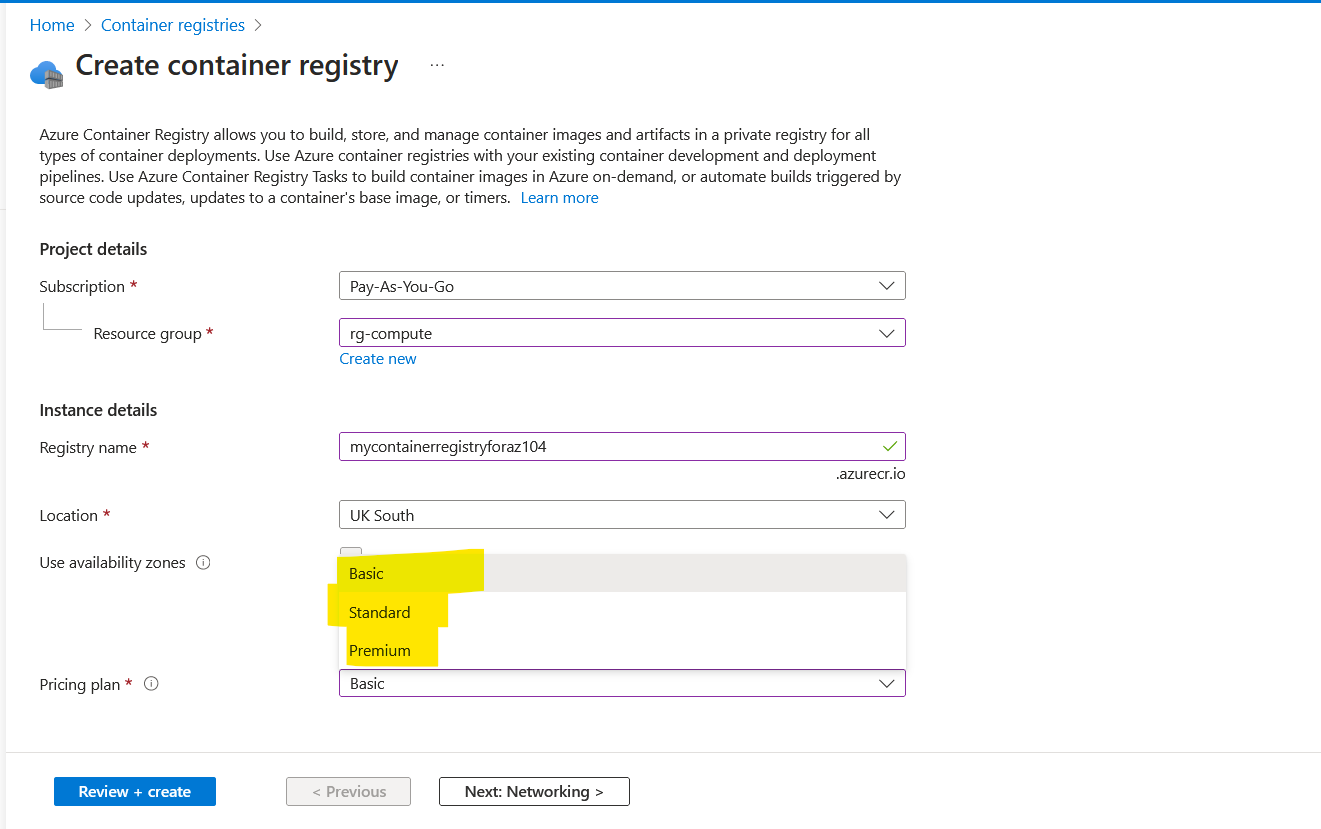 Home > Container registries >
Create container registry ...
Azure Container Registry allows you to build, store, and manage container images and artifacts in a private registry for all
types of container deployments. Use Azure container registries with your existing container development and deployment
pipelines. Use Azure Container Registry Tasks to build container images in Azure on-demand, or automate builds triggered by
source code updates, updates to a container's base image, or timers. Learn more
Project details
Subscription * Pay-As-You-Go
Resource group * rg-compute
Create new
Instance details
Registry name * mycontainerregistryforaz104
.azurecr.io
Location * UK South
Use availability zones
Basic
Standard
Premium
Pricing plan * Basic
Review + create < Previous Next: Networking >